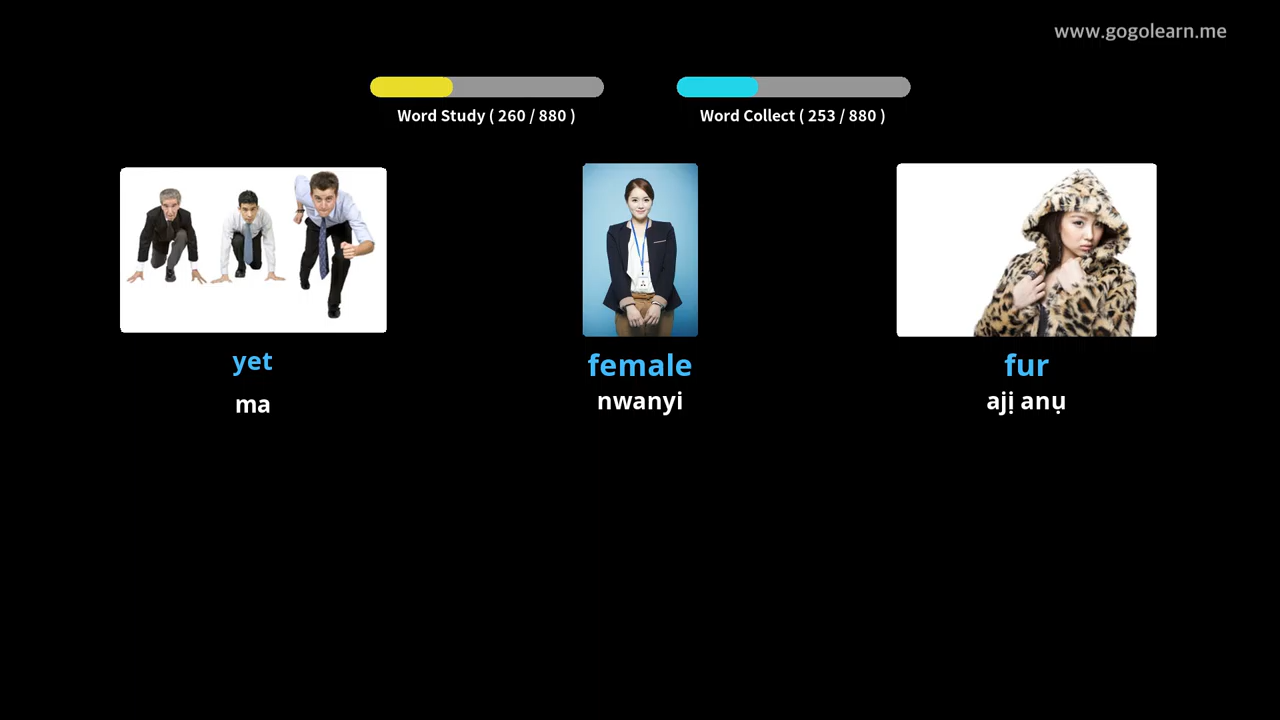 www.gogolearn.me
Word Study ( 260 / 880 )
Word Collect ( 253 / 880 )
yet
ma
female
nwanyi
fur
ajị anụ